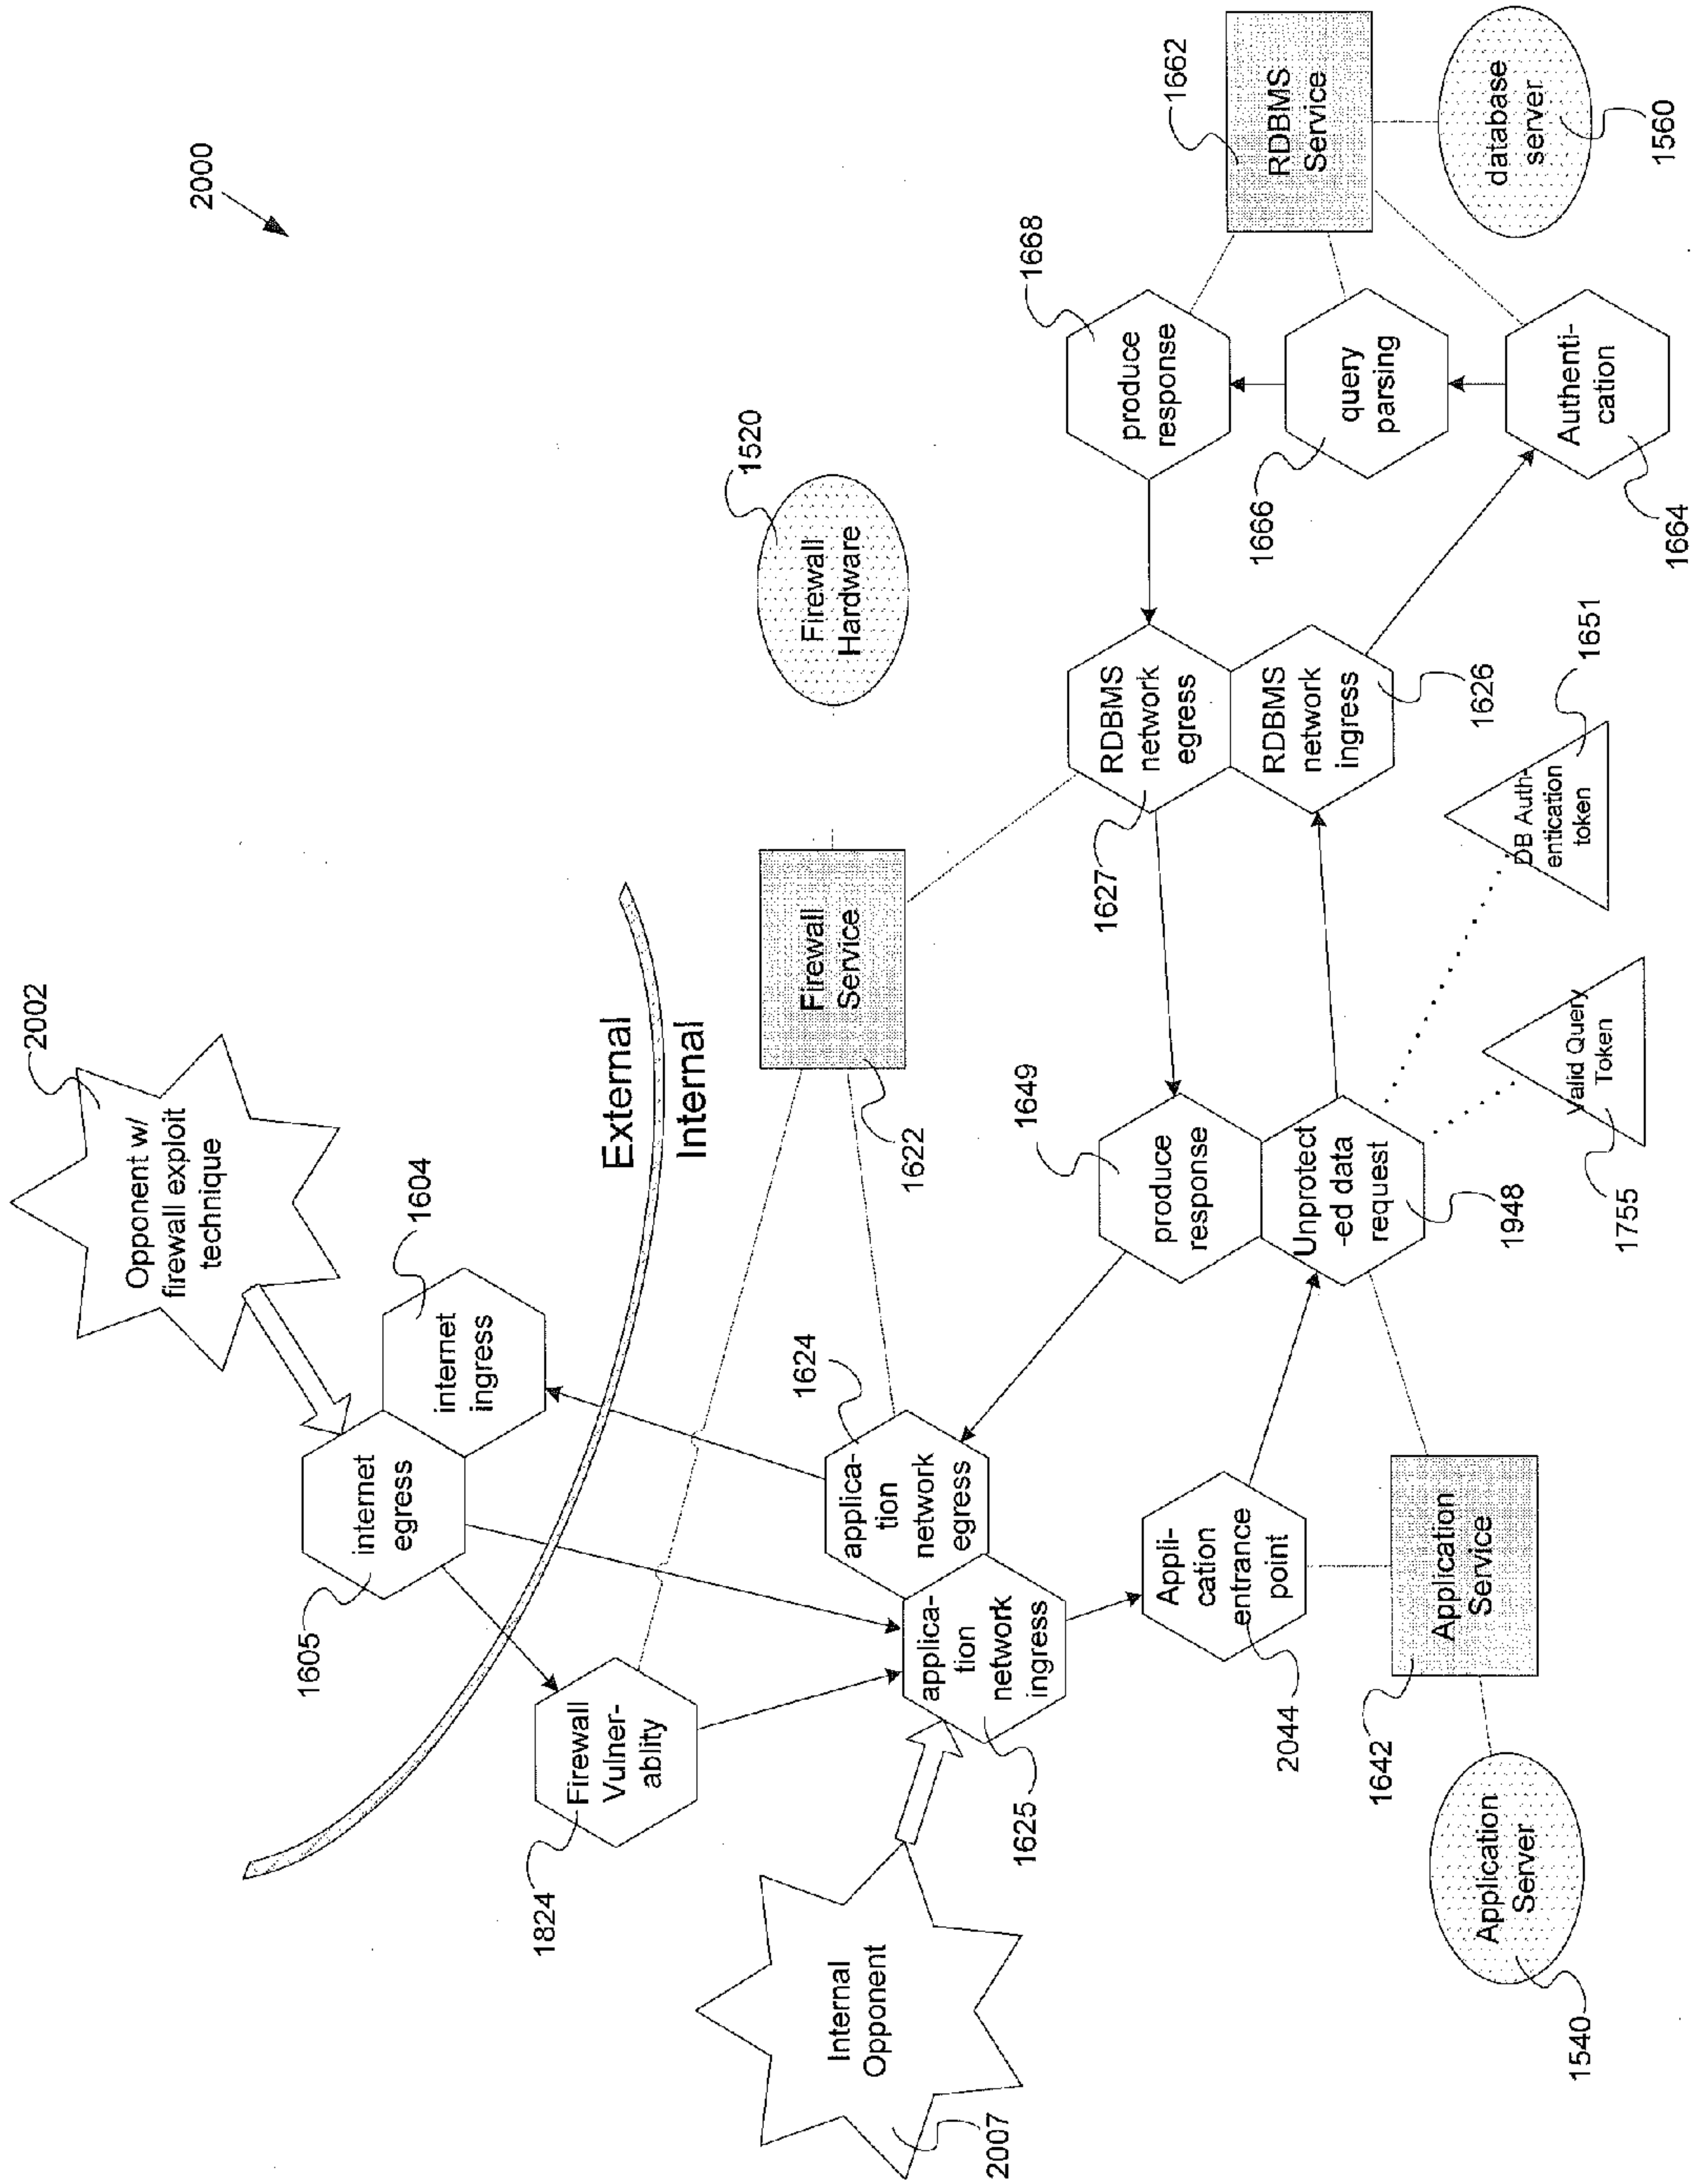 2000
2002
Opponent w/
firewall exploit
technique
1604
internet
ingress
internet
egress
1605
External
Internal
1520
Firewall
Hardware
Firewall
Service
1622
1824
Firewall
Vulner-
ablity
1624
applica-
tion
network
egress
applica-
tion
network
ingress
1625
Internal
Opponent
2007
Appli-
cation
entrance
point
2044
1649
produce
response
Unprotect
-ed data
request
1948
1668
produce
response
RDBMS
network
egress
1627
RDBMS
network
ingress
1626
query
parsing
1666
Authenti-
cation
1664
1662
RDBMS
Service
database
server
1560
DB Auth-
entication
token
1651
Valid Query
Token
1755
Application
Service
1642
Application
Server
1540